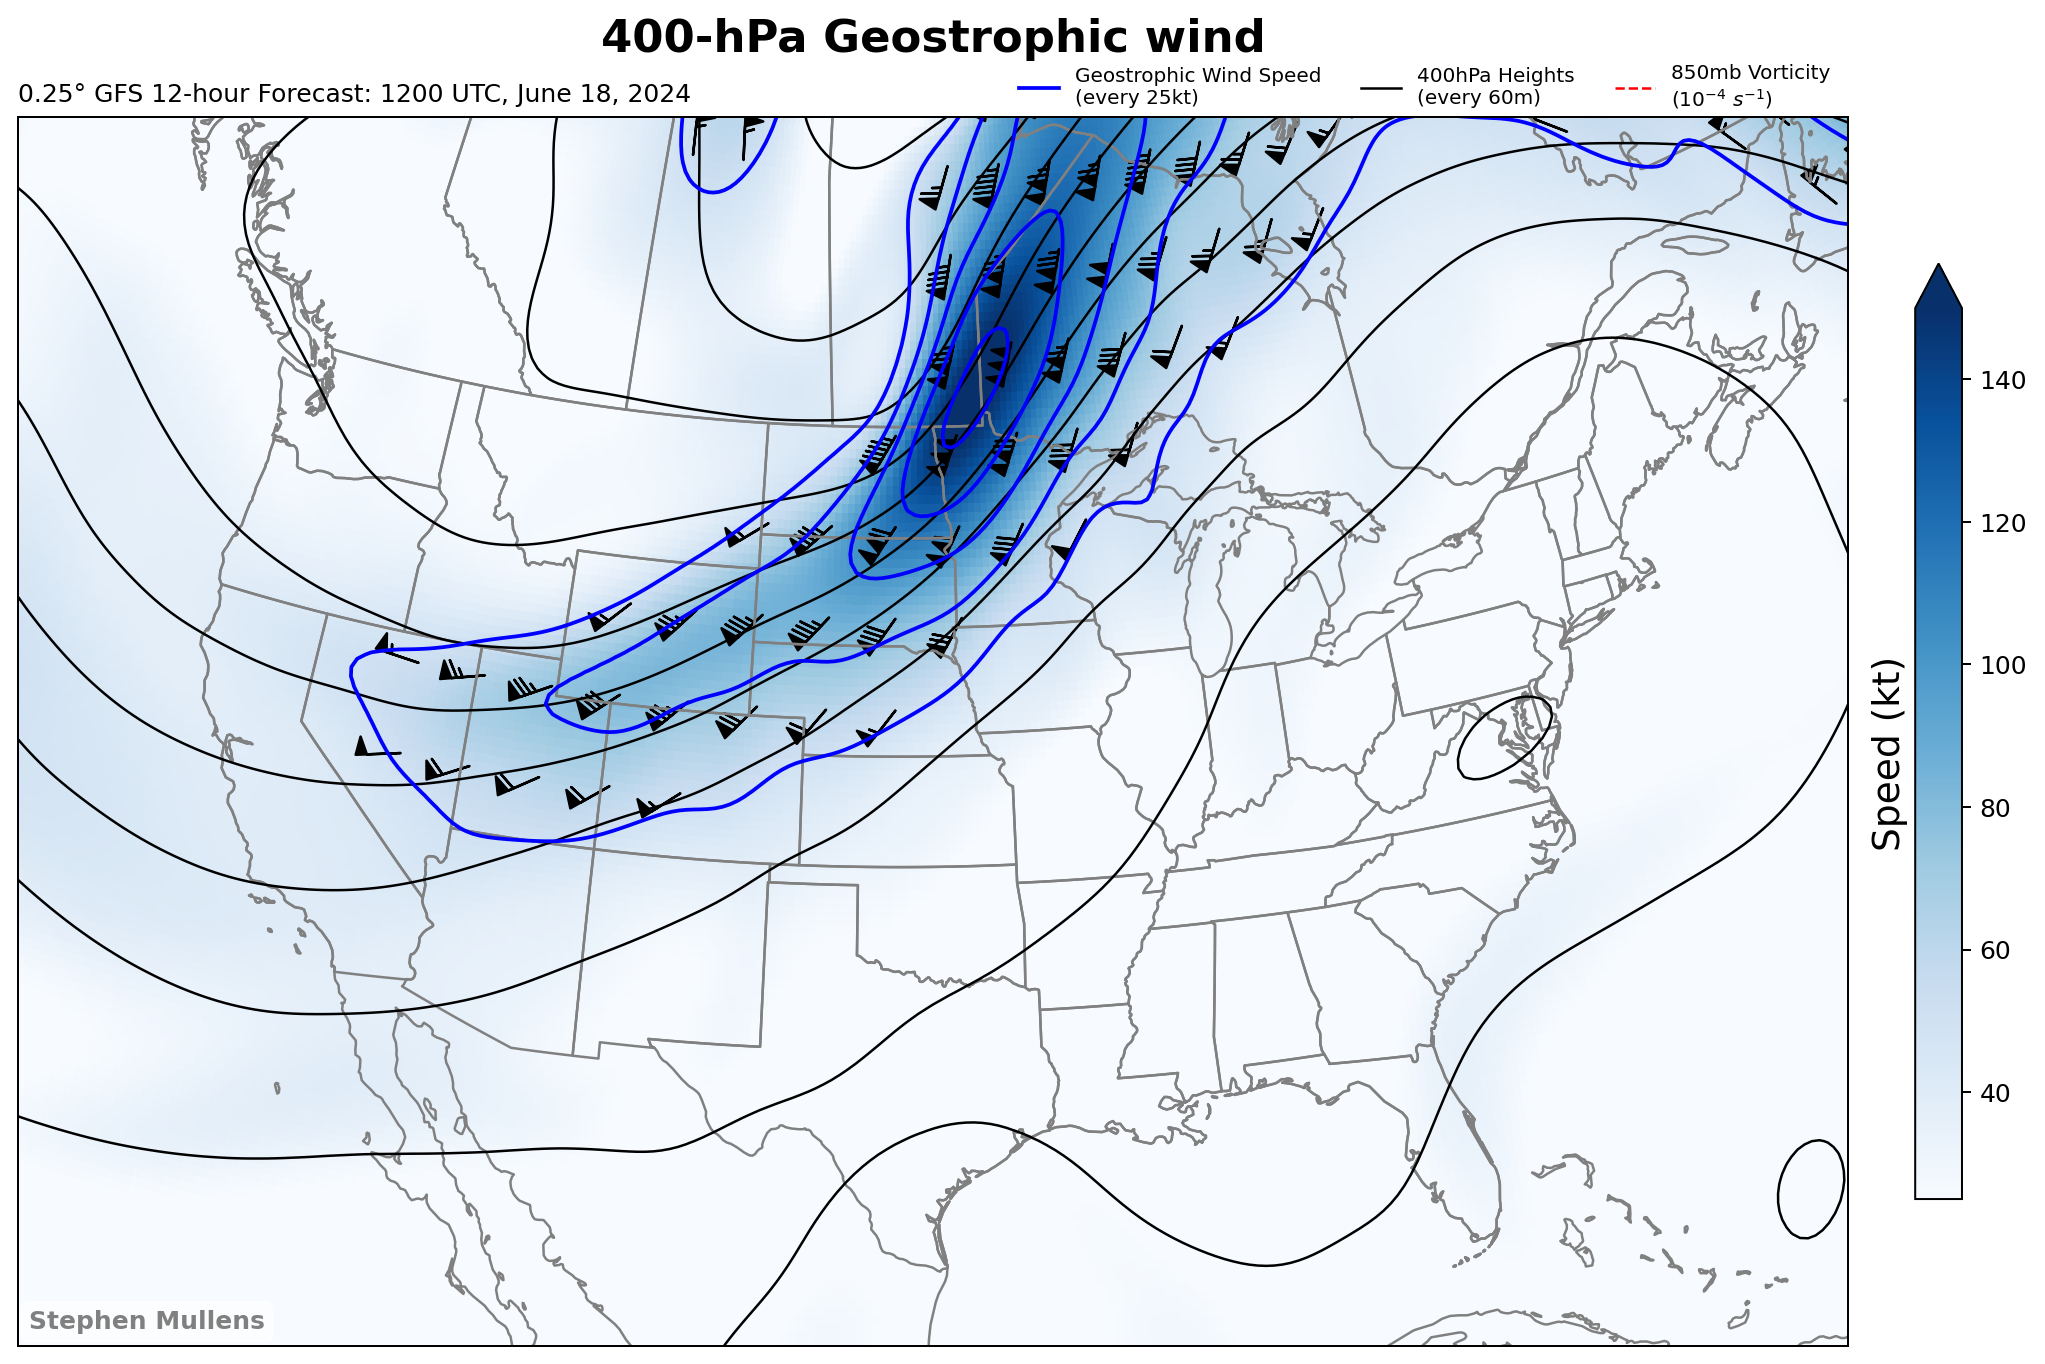 400-hPa Geostrophic wind
0.25° GFS 12-hour Forecast: 1200 UTC, June 18, 2024
Geostrophic Wind Speed
(every 25kt)
400hPa Heights
(every 60m)
850mb Vorticity
(10⁻⁴ s⁻¹)
140
120
100
80
60
40
Speed (kt)
Stephen Mullens